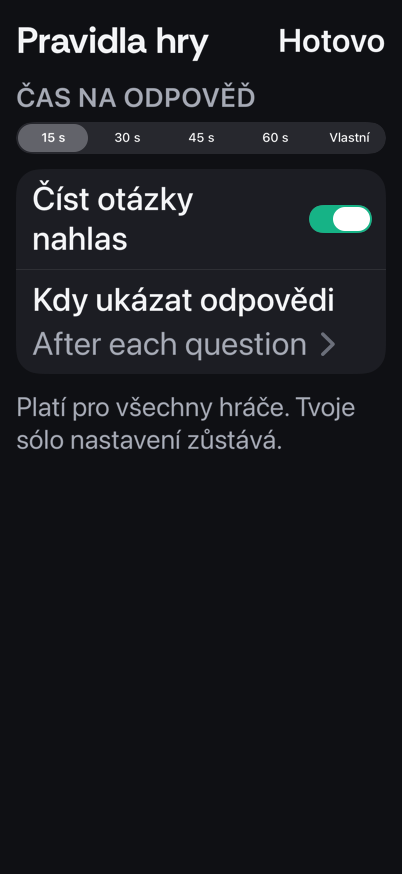 Pravidla hry
Hotovo
ČAS NA ODPOVĚĎ
15 s
30 s
45 s
60 s
Vlastní
Číst otázky
nahlas
Kdy ukázat odpovědi
After each question
Platí pro všechny hráče. Tvoje
sólo nastavení zůstává.